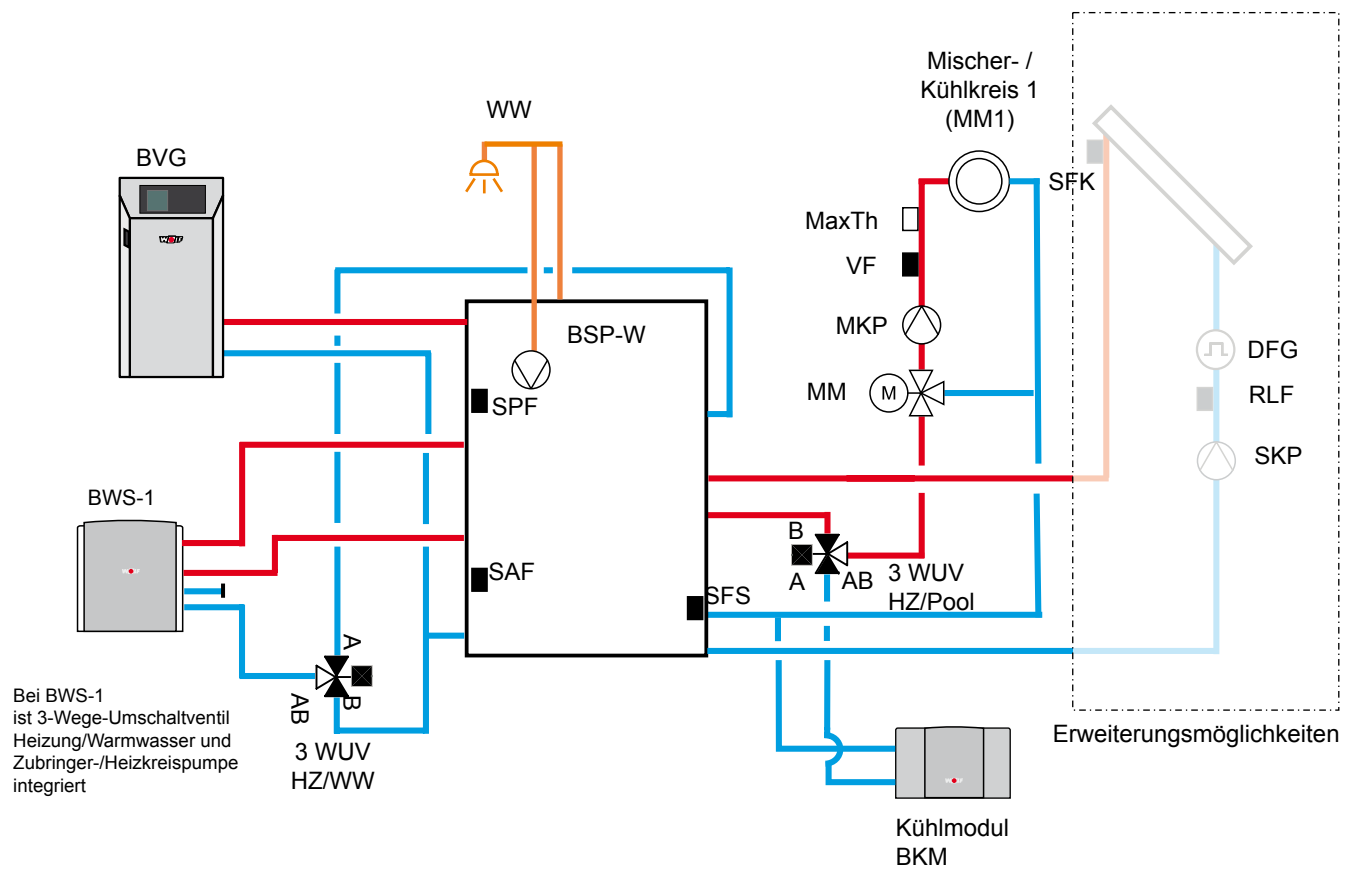 Mischer- /
Kühlkreis 1
(MM1)
WW
BVG
WOLF
SFK
MaxTh
VF
BSP-W
MKP
DFG
SPF
MM
M
RLF
SKP
BWS-1
B
A
AB
3 WUV
HZ/Pool
SAF
SFS
A
B
AB
3 WUV
HZ/WW
Bei BWS-1
ist 3-Wege-Umschaltventil
Heizung/Warmwasser und
Zubringer-/Heizkreispumpe
integriert
Erweiterungsmöglichkeiten
Kühlmodul
BKM